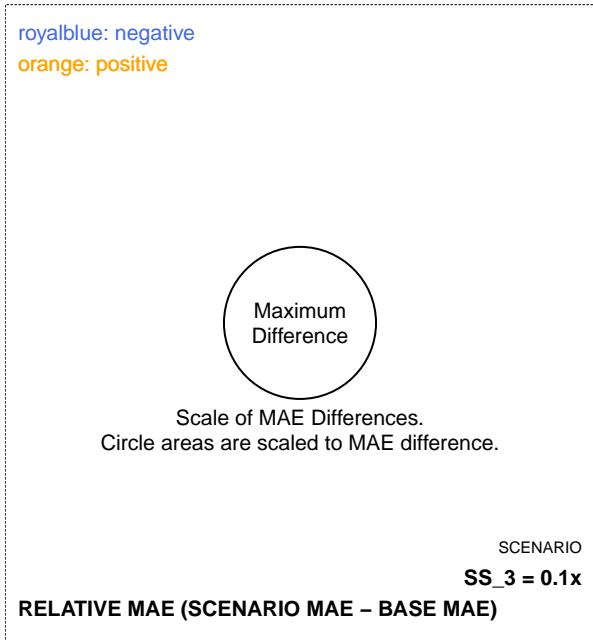 royalblue: negative
orange: positive
Maximum
Difference
Scale of MAE Differences.
Circle areas are scaled to MAE difference.
SCENARIO
SS_3 = 0.1x
RELATIVE MAE (SCENARIO MAE – BASE MAE)